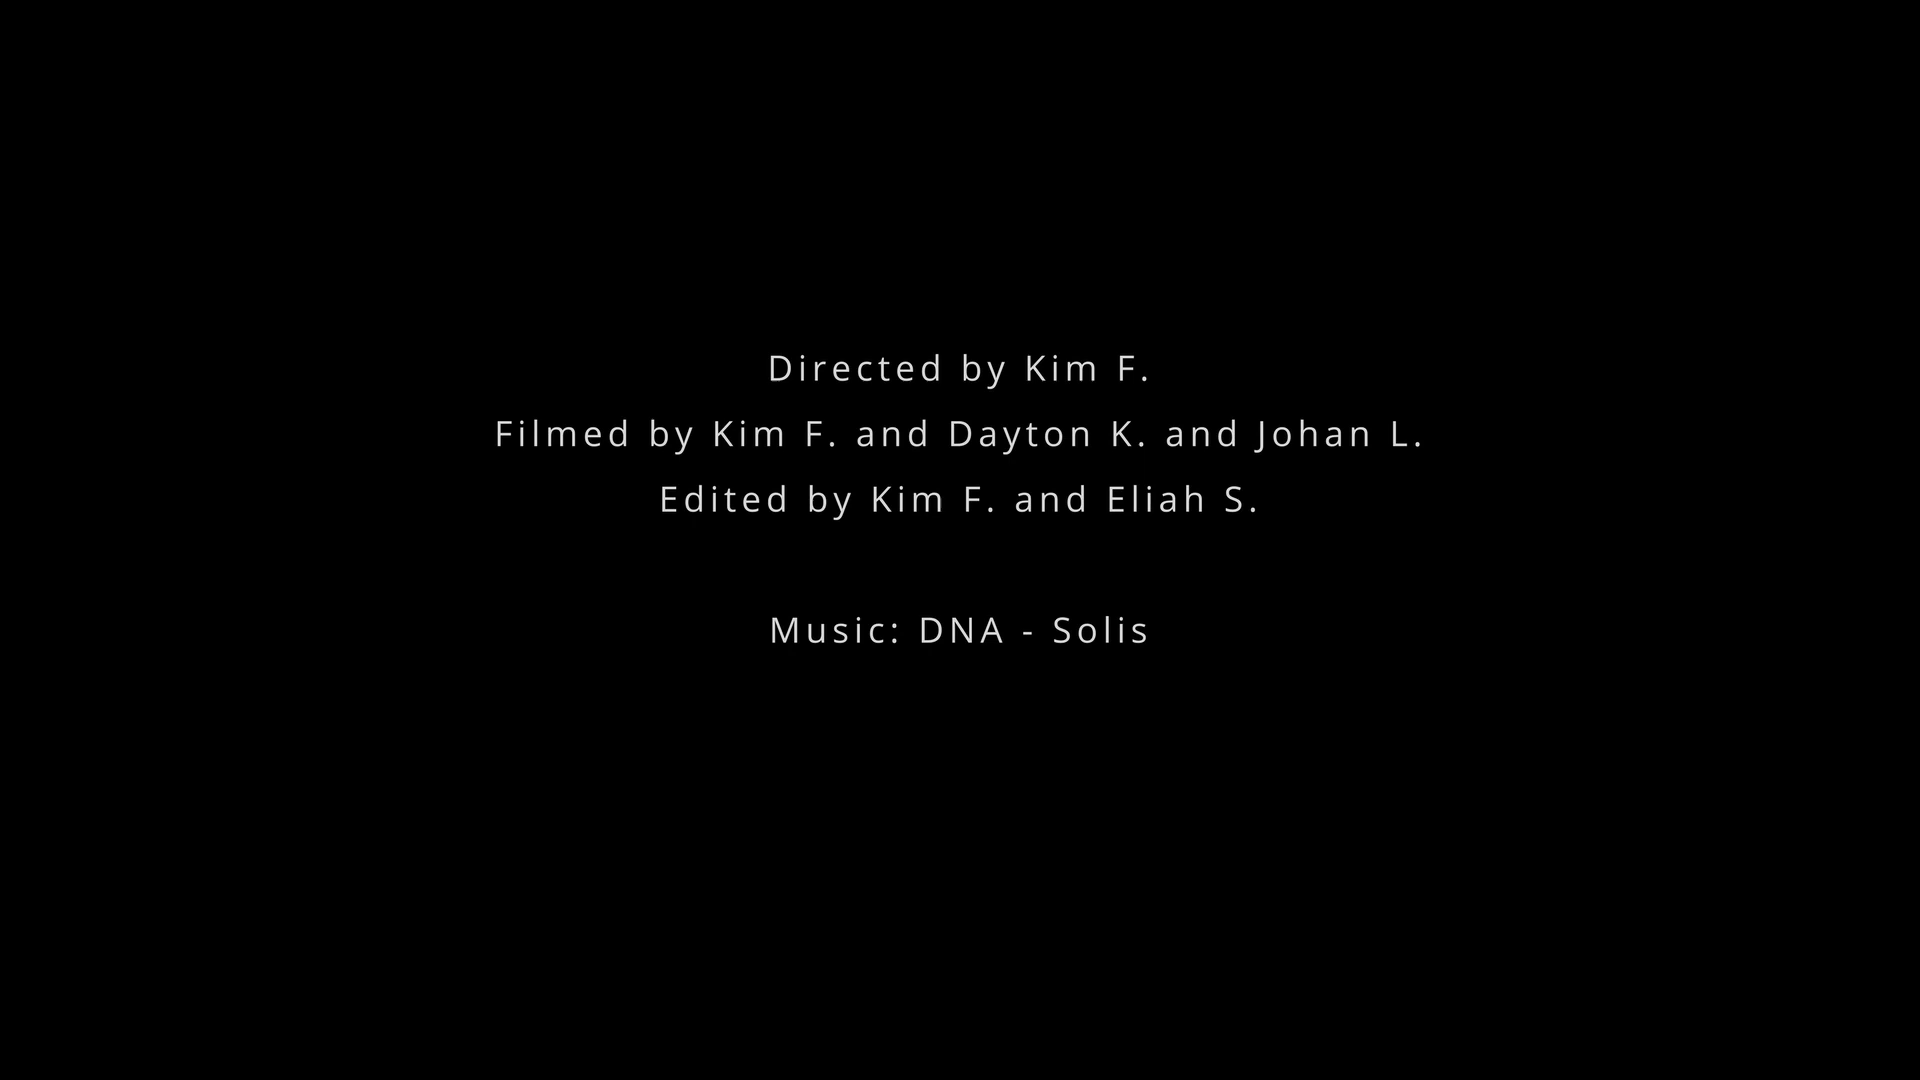 Directed by Kim F.
Filmed by Kim F. and Dayton K. and Johan L.
Edited by Kim F. and Eliah S.
Music: DNA - Solis